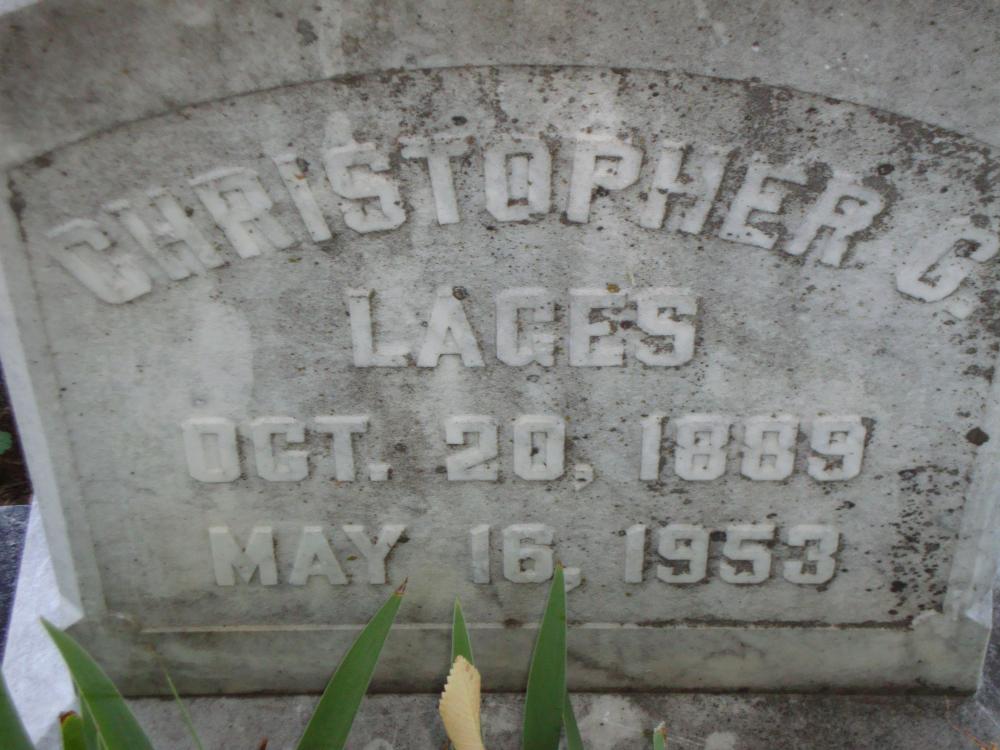 CHRISTOPHER C.
LAGES
OCT. 20, 1889
MAY 16, 1953